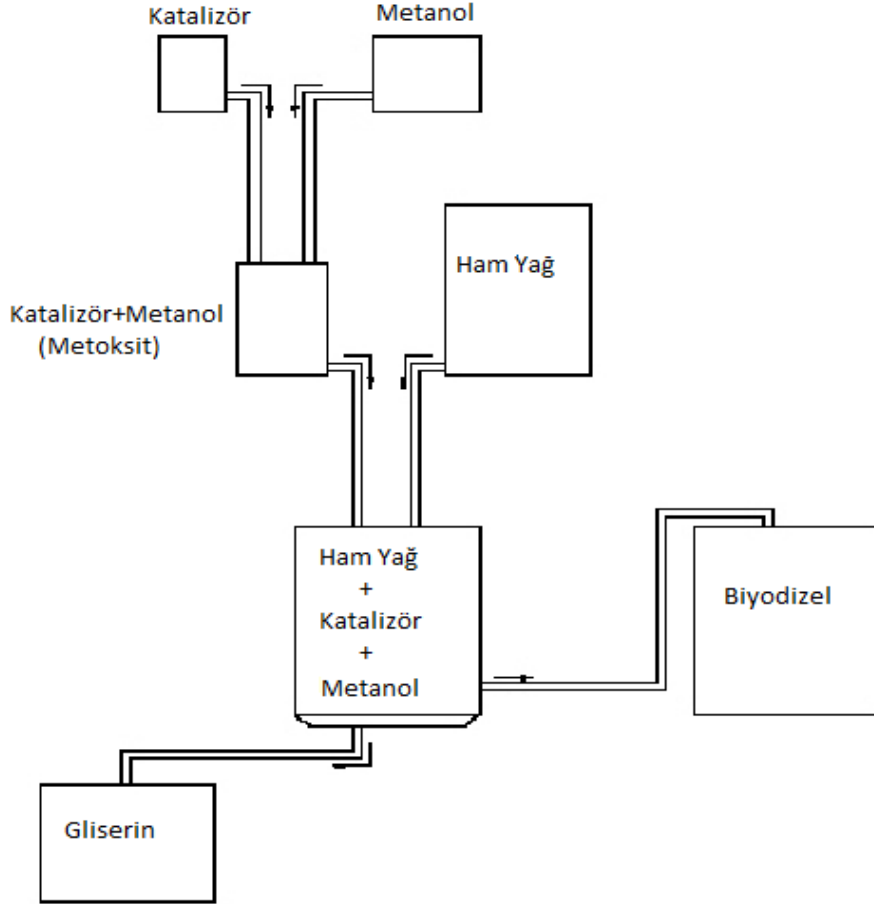 Katalizör
Metanol
Ham Yağ
Katalizör+Metanol
(Metoksit)
Ham Yağ
+
Katalizör
+
Metanol
Biyodizel
Gliserin